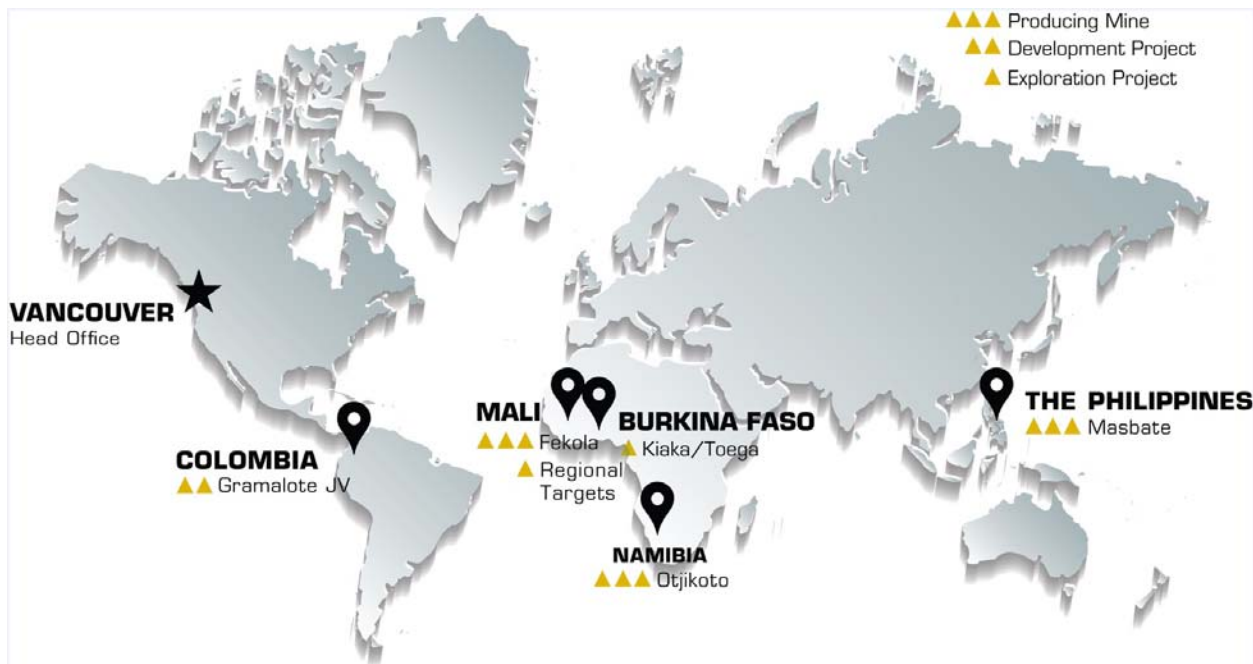 Producing Mine
Development Project
Exploration Project
VANCOUVER
Head Office
COLOMBIA
Gramalote JV
MALI
Fekola
Regional
Targets
BURKINA FASO
Kiaka/Toega
NAMIBIA
Otjikoto
THE PHILIPPINES
Masbate